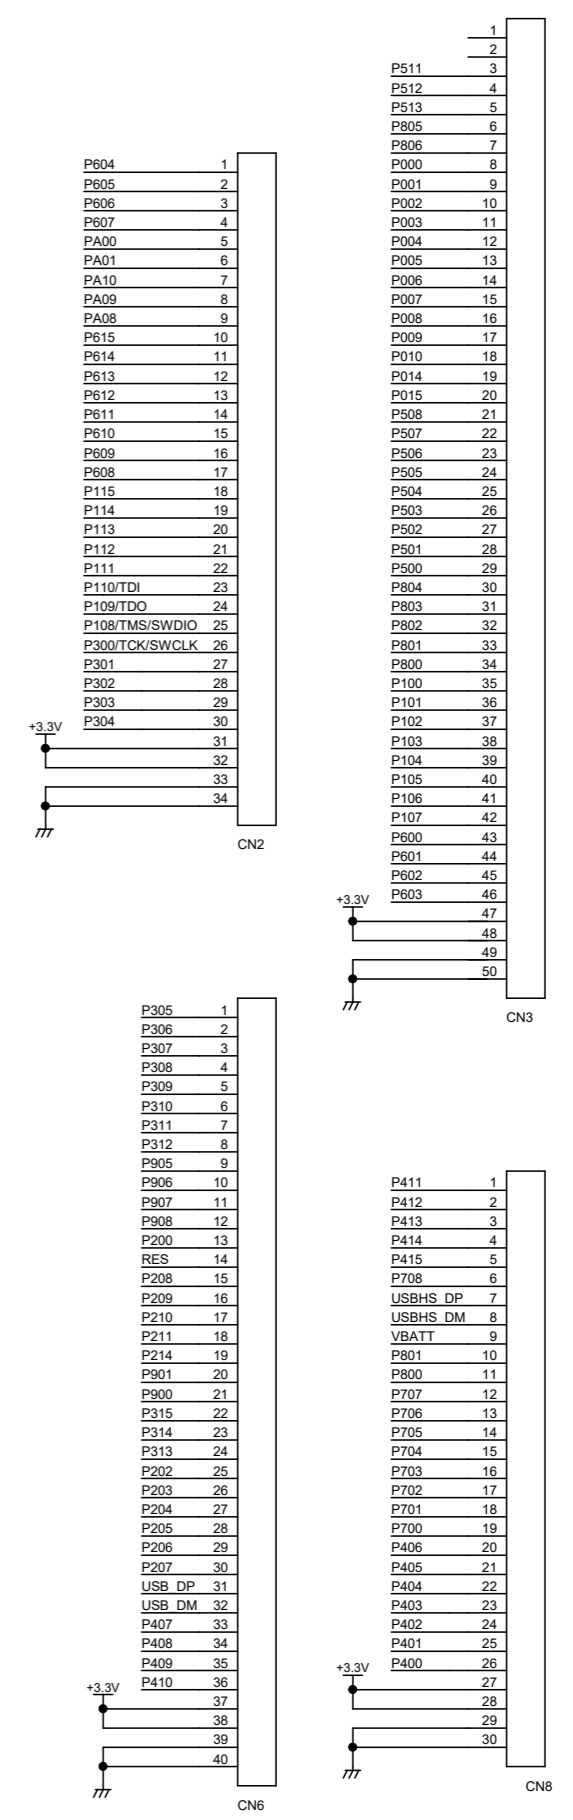 P604 1
P605 2
P606 3
P607 4
PA00 5
PA01 6
PA10 7
PA09 8
PA08 9
P615 10
P614 11
P613 12
P612 13
P611 14
P610 15
P609 16
P608 17
P115 18
P114 19
P113 20
P112 21
P111 22
P110/TDI 23
P109/TDO 24
P108/TMS/SWDIO 25
P300/TCK/SWCLK 26
P301 27
P302 28
P303 29
P304 30
+3.3V
31
32
33
34
CN2
1
2
P511 3
P512 4
P513 5
P805 6
P806 7
P000 8
P001 9
P002 10
P003 11
P004 12
P005 13
P006 14
P007 15
P008 16
P009 17
P010 18
P014 19
P015 20
P508 21
P507 22
P506 23
P505 24
P504 25
P503 26
P502 27
P501 28
P500 29
P804 30
P803 31
P802 32
P801 33
P800 34
P100 35
P101 36
P102 37
P103 38
P104 39
P105 40
P106 41
P107 42
P600 43
P601 44
P602 45
P603 46
+3.3V
47
48
49
50
CN3
P305 1
P306 2
P307 3
P308 4
P309 5
P310 6
P311 7
P312 8
P905 9
P906 10
P907 11
P908 12
P200 13
RES 14
P208 15
P209 16
P210 17
P211 18
P214 19
P901 20
P900 21
P315 22
P314 23
P313 24
P202 25
P203 26
P204 27
P205 28
P206 29
P207 30
USB_DP 31
USB_DM 32
P407 33
P408 34
P409 35
P410 36
+3.3V
37
38
39
40
CN6
P411 1
P412 2
P413 3
P414 4
P415 5
P708 6
USBHS_DP 7
USBHS_DM 8
VBATT 9
P801 10
P800 11
P707 12
P706 13
P705 14
P704 15
P703 16
P702 17
P701 18
P700 19
P406 20
P405 21
P404 22
P403 23
P402 24
P401 25
P400 26
+3.3V
27
28
29
30
CN8